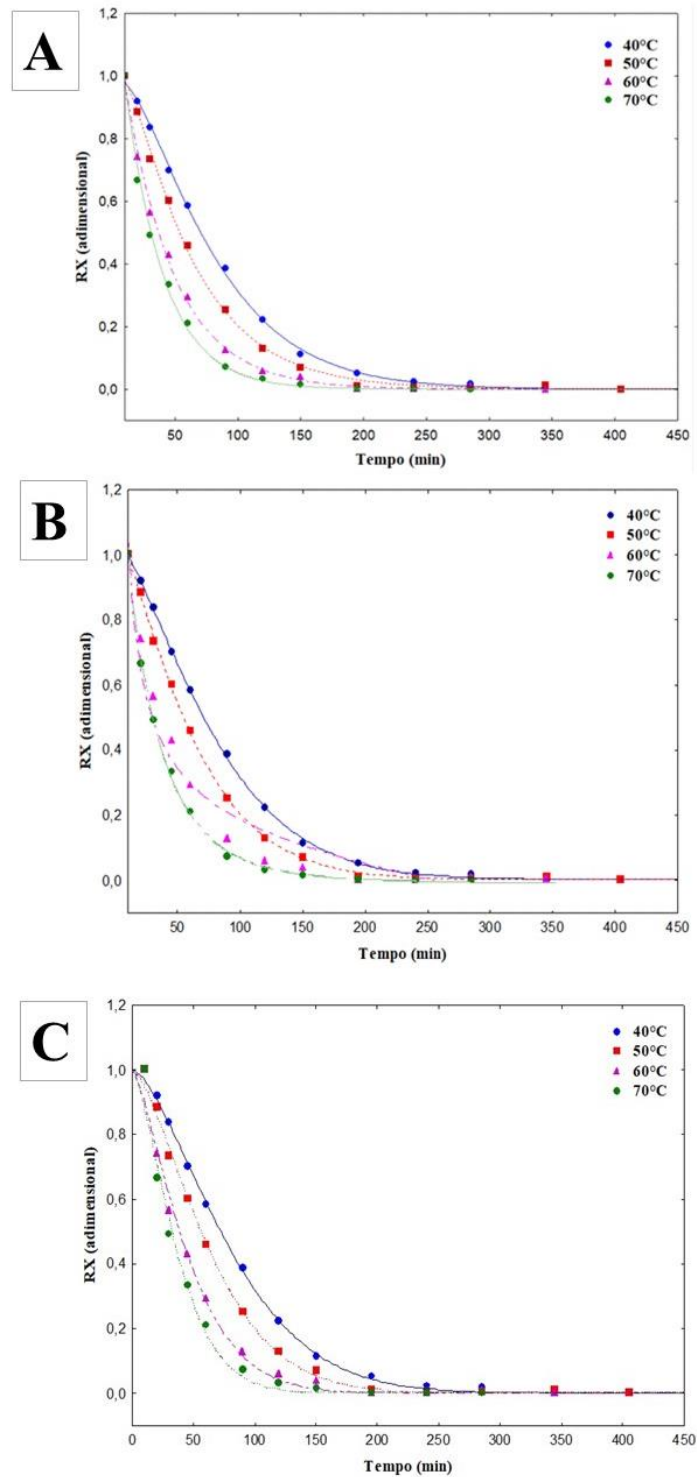 A
1,2
1,0
0,8
0,6
0,4
0,2
0,0
RX (adimensional)
40°C
50°C
60°C
70°C
50 100 150 200 250 300 350 400 450
Tempo (min)
B
1,2
1,0
0,8
0,6
0,4
0,2
0,0
RX (adimensional)
40°C
50°C
60°C
70°C
50 100 150 200 250 300 350 400 450
Tempo (min)
C
1,2
1,0
0,8
0,6
0,4
0,2
0,0
RX (adimensional)
40°C
50°C
60°C
70°C
0 50 100 150 200 250 300 350 400 450
Tempo (min)